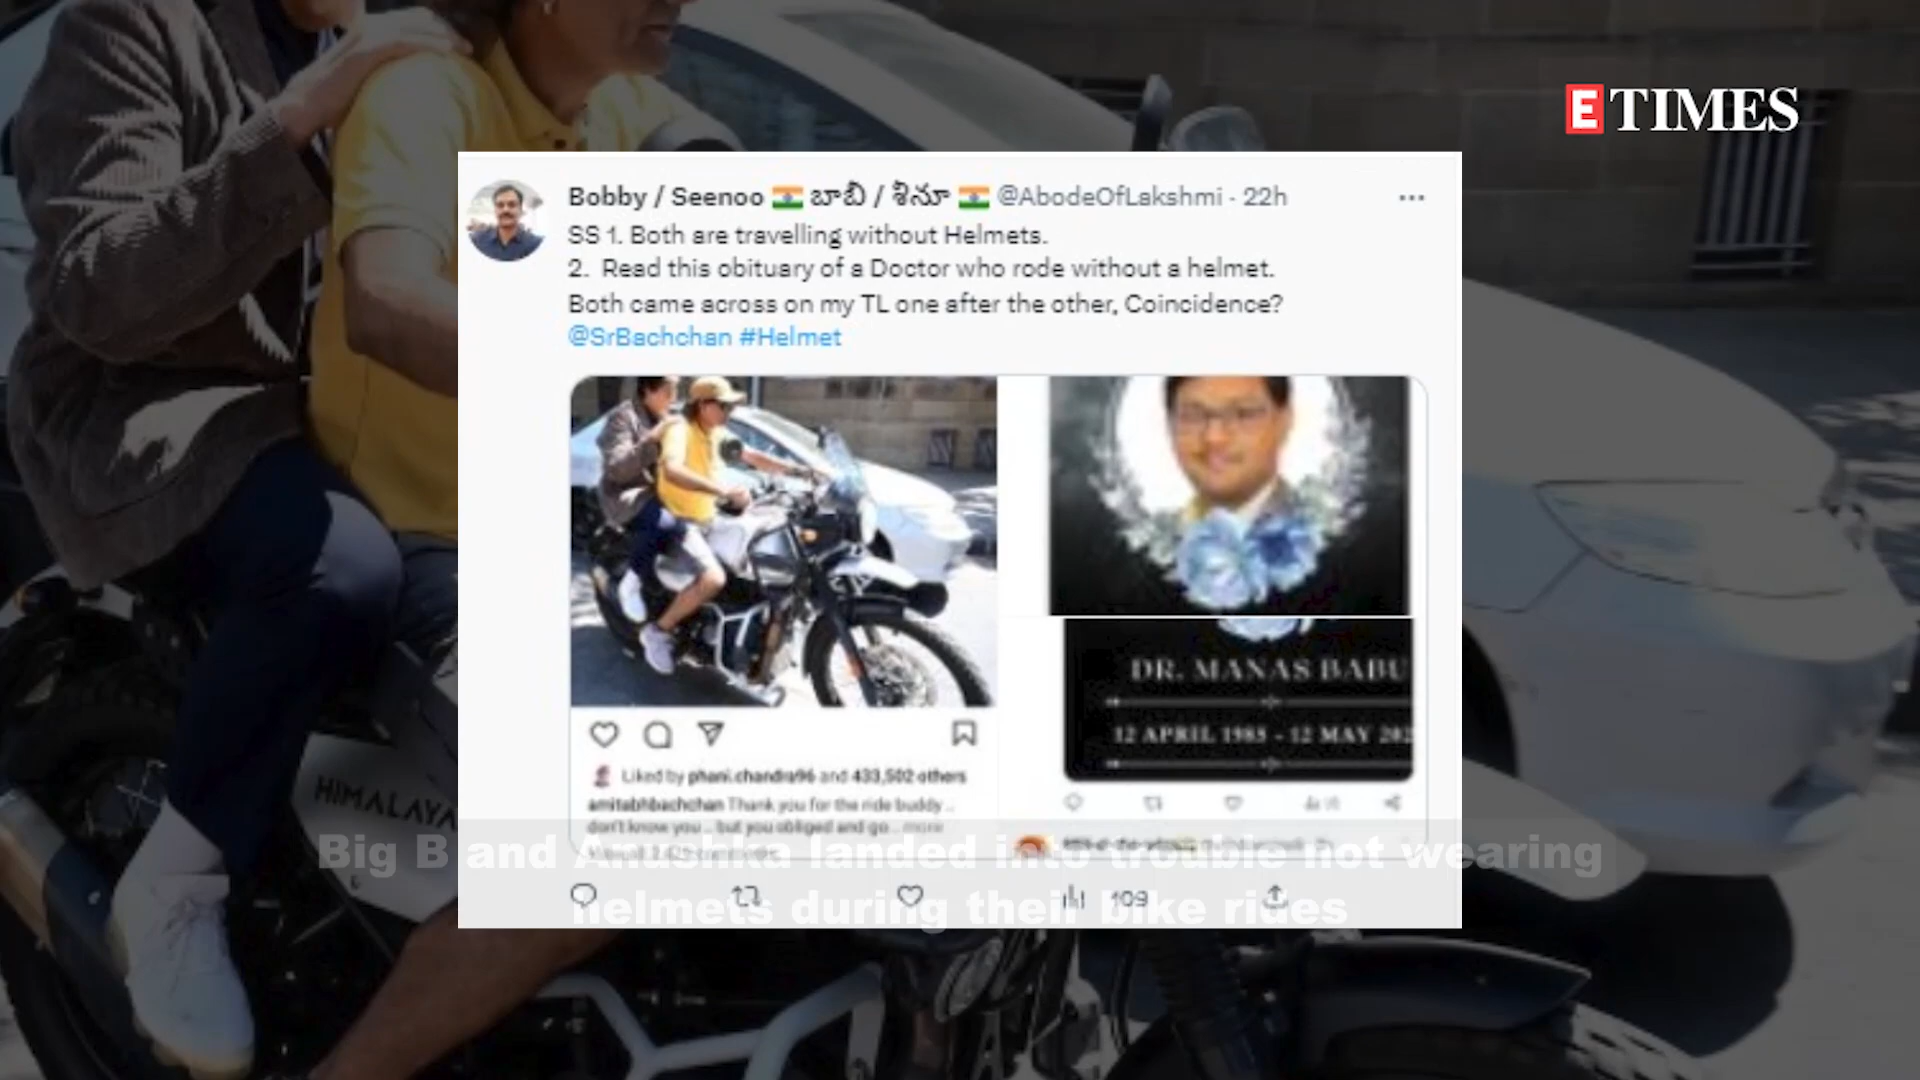 ETIMES
Bobby / Seenoo 🇮🇳 బాబీ / శీనూ 🇮🇳 @AbodeOfLakshmi · 22h
SS 1. Both are travelling without Helmets.
2. Read this obituary of a Doctor who rode without a helmet.
Both came across on my TL one after the other, Coincidence?
@SrBachchan #Helmet
DR. MANAS BABU
12 APRIL 1985 - 12 MAY 202
Liked by phani.chandra96 and 433,502 others
amitabhbachchan Thank you for the ride buddy ..
don't know you .. but you obliged and go ... more
HIMALAYA
Big B and Anushka landed into trouble not wearing
helmets during their bike rides
109